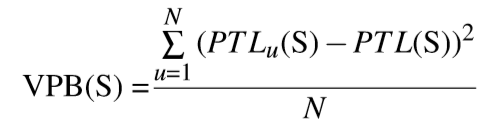 VPB(S) = \frac{\sum_{u=1}^{N} (PTL_u(S) - PTL(S))^2}{N}